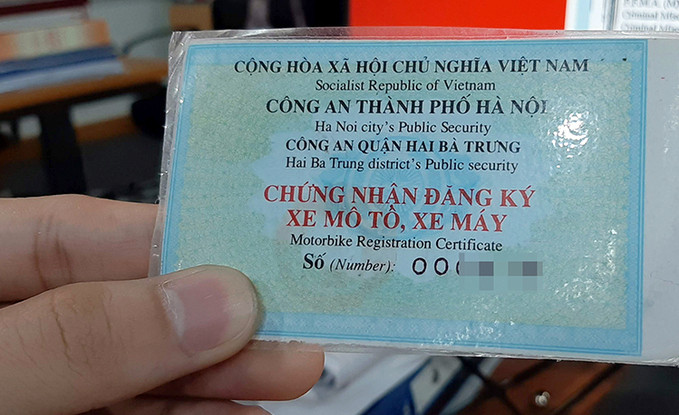 CỘNG HÒA XÃ HỘI CHỦ NGHĨA VIỆT NAM
Socialist Republic of Vietnam
CÔNG AN THÀNH PHỐ HÀ NỘI
Ha Noi city's Public Security
CÔNG AN QUẬN HAI BÀ TRƯNG
Hai Ba Trung district's Public security
CHỨNG NHẬN ĐĂNG KÝ
XE MÔ TÔ, XE MÁY
Motorbike Registration Certificate
Số (Number): 00